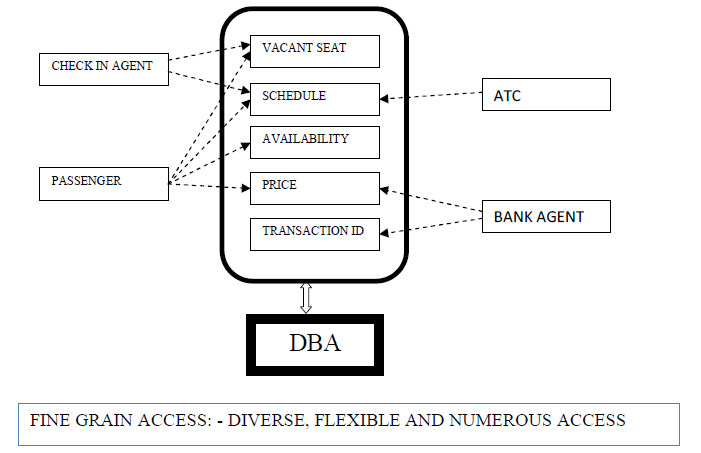 VACANT SEAT
CHECK IN AGENT
SCHEDULE
ATC
AVAILABILITY
PASSENGER
PRICE
BANK AGENT
TRANSACTION ID
DBA
FINE GRAIN ACCESS: - DIVERSE, FLEXIBLE AND NUMEROUS ACCESS